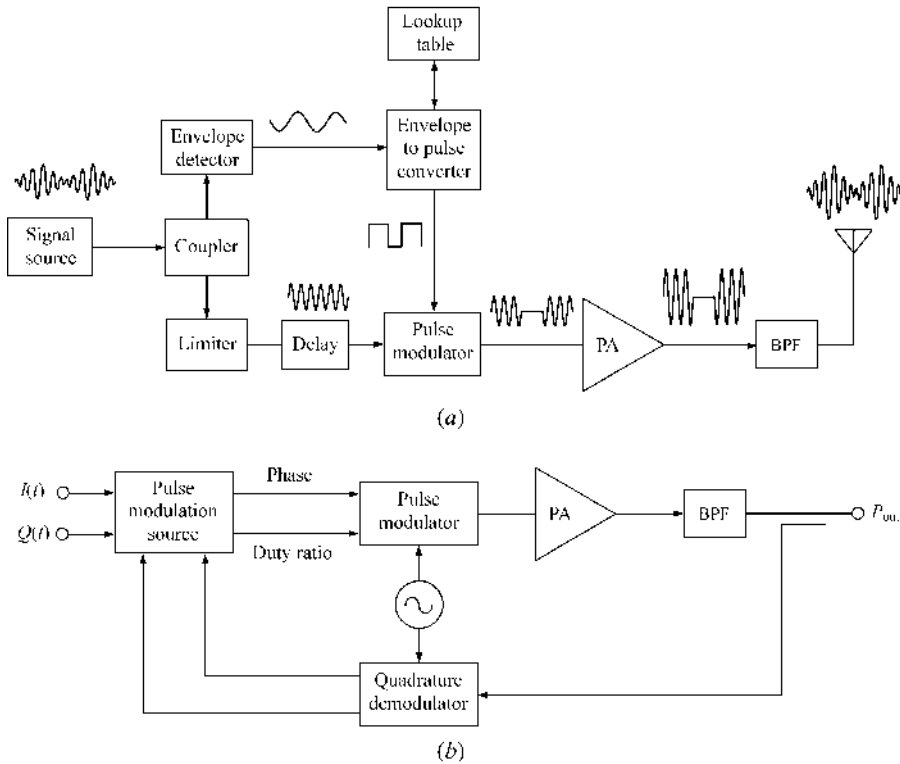 Lookup
table
Envelope
detector
Envelope
to pulse
converter
Signal
source
Coupler
Limiter
Delay
Pulse
modulator
PA
BPF
(a)
I(t)
Q(t)
Pulse
modulation
source
Phase
Duty ratio
Pulse
modulator
PA
BPF
Quadrature
demodulator
(b)